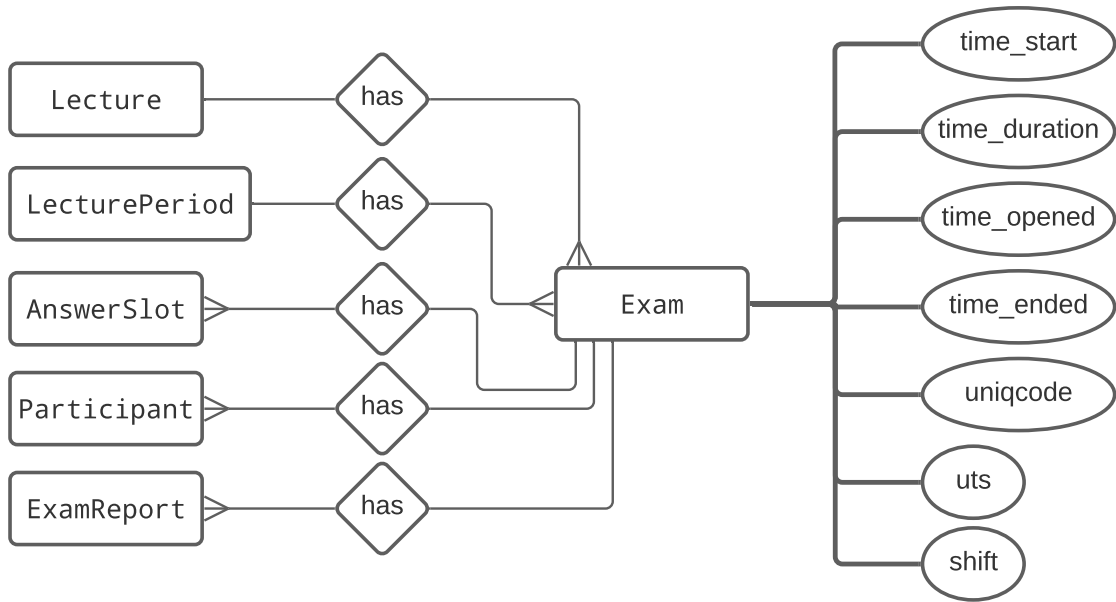 Lecture
has
LecturePeriod
has
AnswerSlot
has
Participant
has
ExamReport
has
Exam
time_start
time_duration
time_opened
time_ended
uniqcode
uts
shift